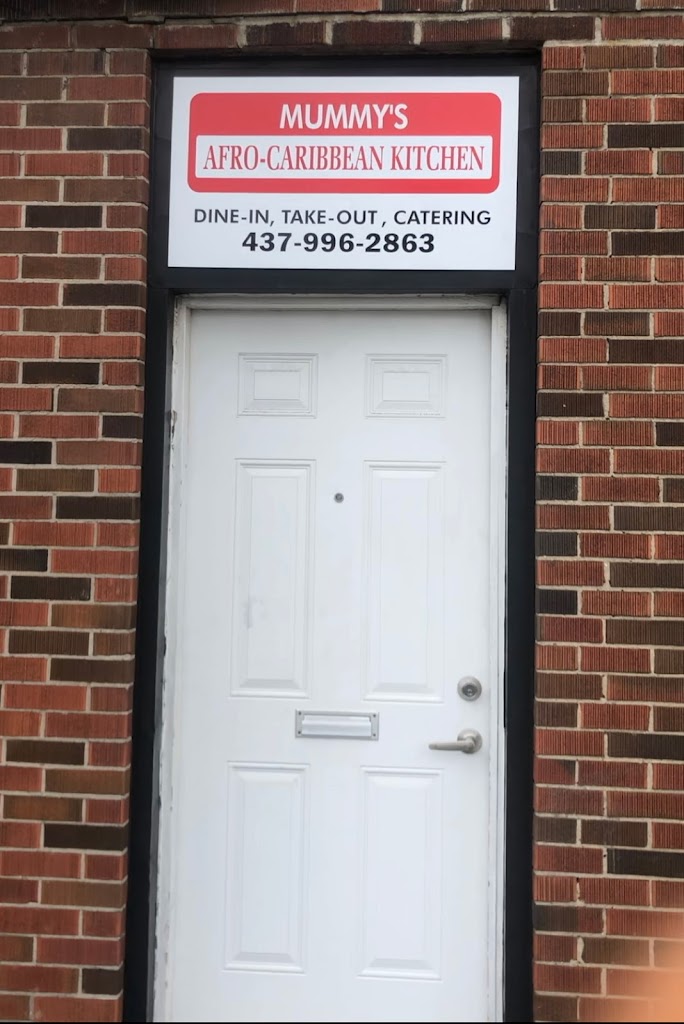 MUMMY'S
AFRO-CARIBBEAN KITCHEN
DINE-IN, TAKE-OUT , CATERING
437-996-2863